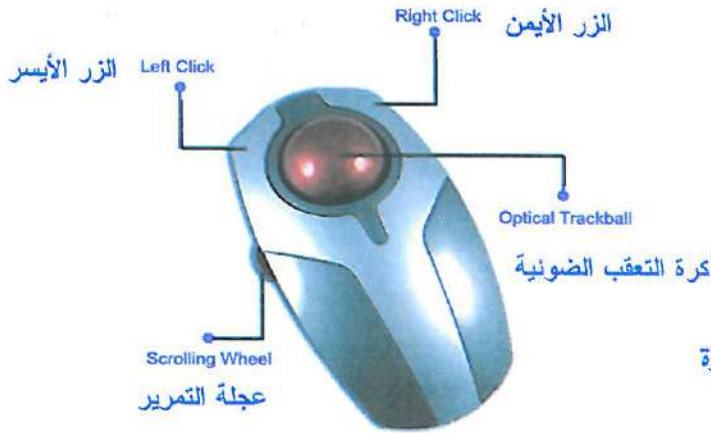 Right Click
الزر الأيمن
Left Click
الزر الأيسر
Optical Trackball
كرة التعقب الضوئية
Scrolling Wheel
عجلة التمرير